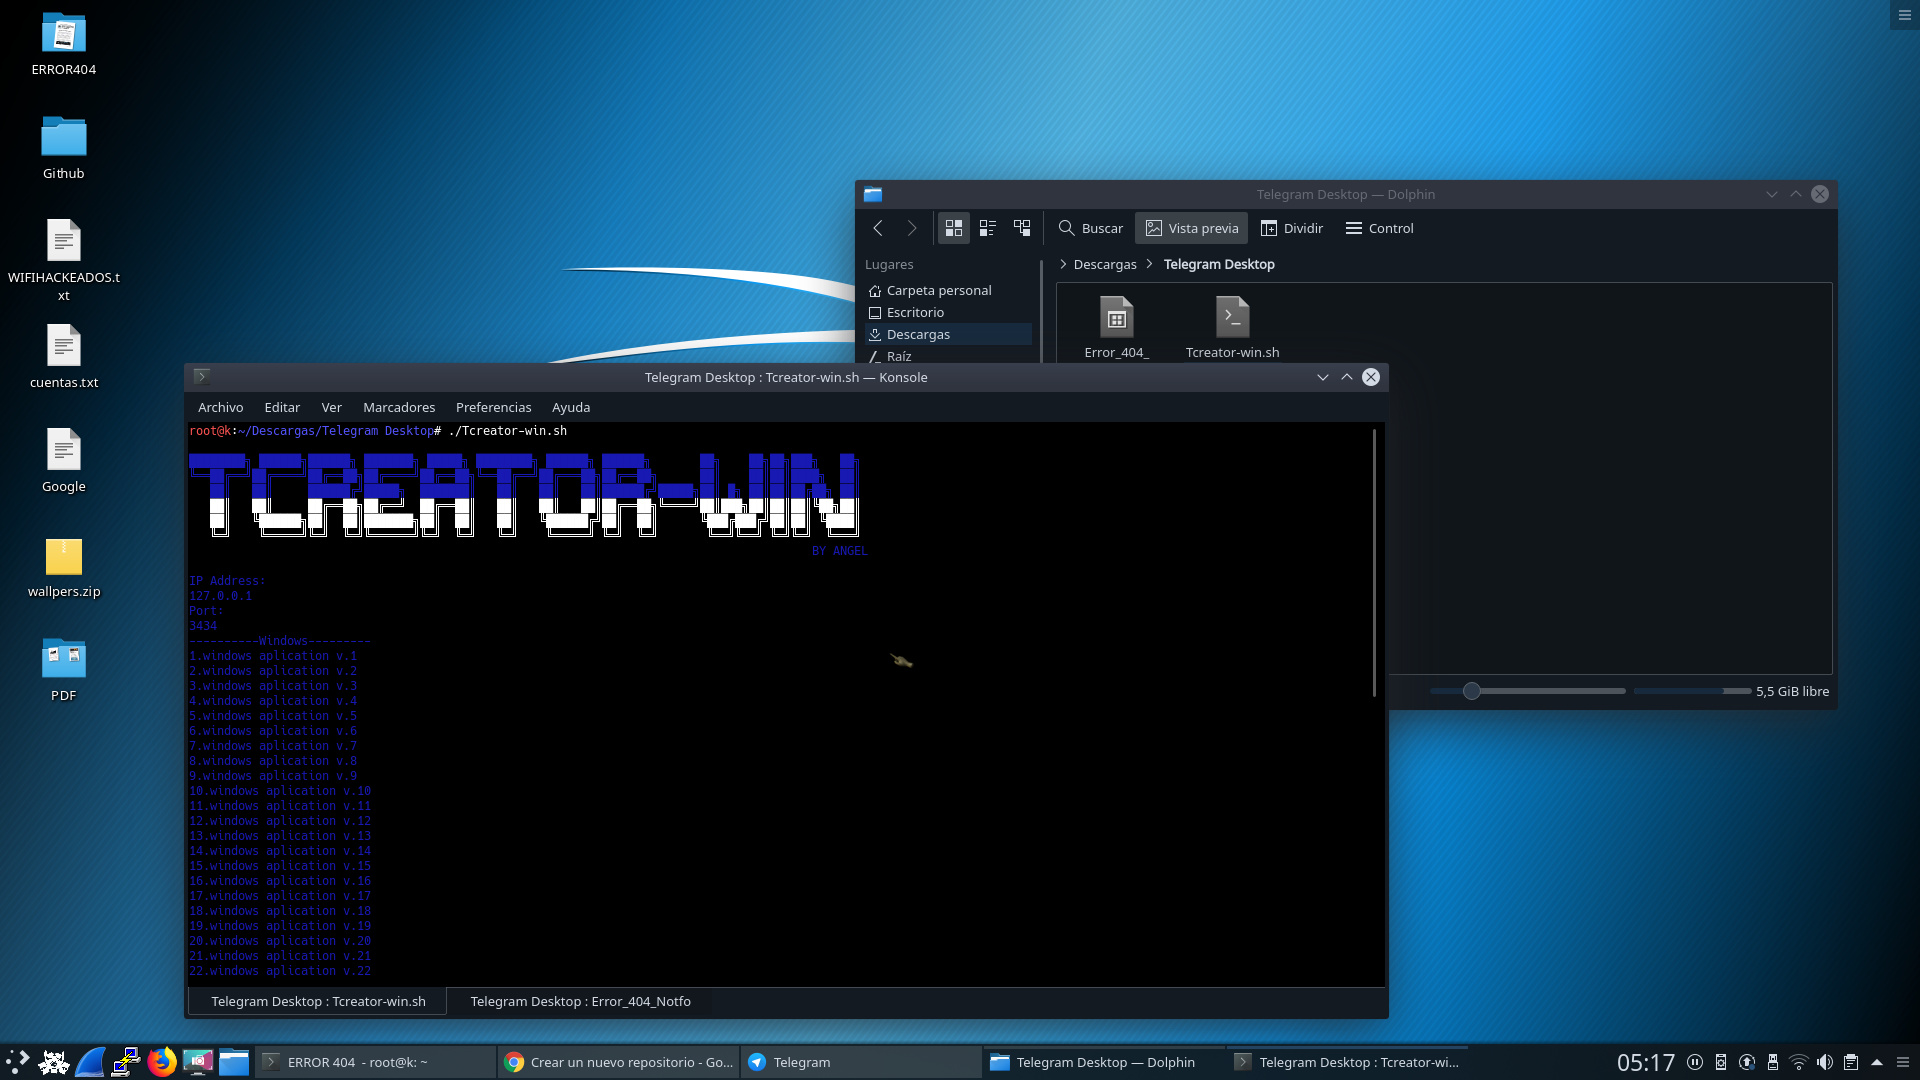 ERROR404
Github
WIFIHACKEADOS.t
xt
cuentas.txt
Google
wallpers.zip
PDF
Telegram Desktop — Dolphin
Buscar
Vista previa
Dividir
Control
Lugares
Carpeta personal
Escritorio
Descargas
Raíz
Descargas
Telegram Desktop
Error_404_
Tcreator-win.sh
5,5 GiB libre
Telegram Desktop : Tcreator-win.sh — Konsole
Archivo Editar Ver Marcadores Preferencias Ayuda
root@k:~/Descargas/Telegram Desktop# ./Tcreator-win.sh
TCREATOR-WIN
BY ANGEL
IP Address:
127.0.0.1
Port:
3434
----------Windows---------
1.windows aplication v.1
2.windows aplication v.2
3.windows aplication v.3
4.windows aplication v.4
5.windows aplication v.5
6.windows aplication v.6
7.windows aplication v.7
8.windows aplication v.8
9.windows aplication v.9
10.windows aplication v.10
11.windows aplication v.11
12.windows aplication v.12
13.windows aplication v.13
14.windows aplication v.14
15.windows aplication v.15
16.windows aplication v.16
17.windows aplication v.17
18.windows aplication v.18
19.windows aplication v.19
20.windows aplication v.20
21.windows aplication v.21
22.windows aplication v.22
Telegram Desktop : Tcreator-win.sh
Telegram Desktop : Error_404_Notfo
ERROR 404 - root@k: ~
Crear un nuevo repositorio - Go...
Telegram
Telegram Desktop — Dolphin
Telegram Desktop : Tcreator-wi...
05:17